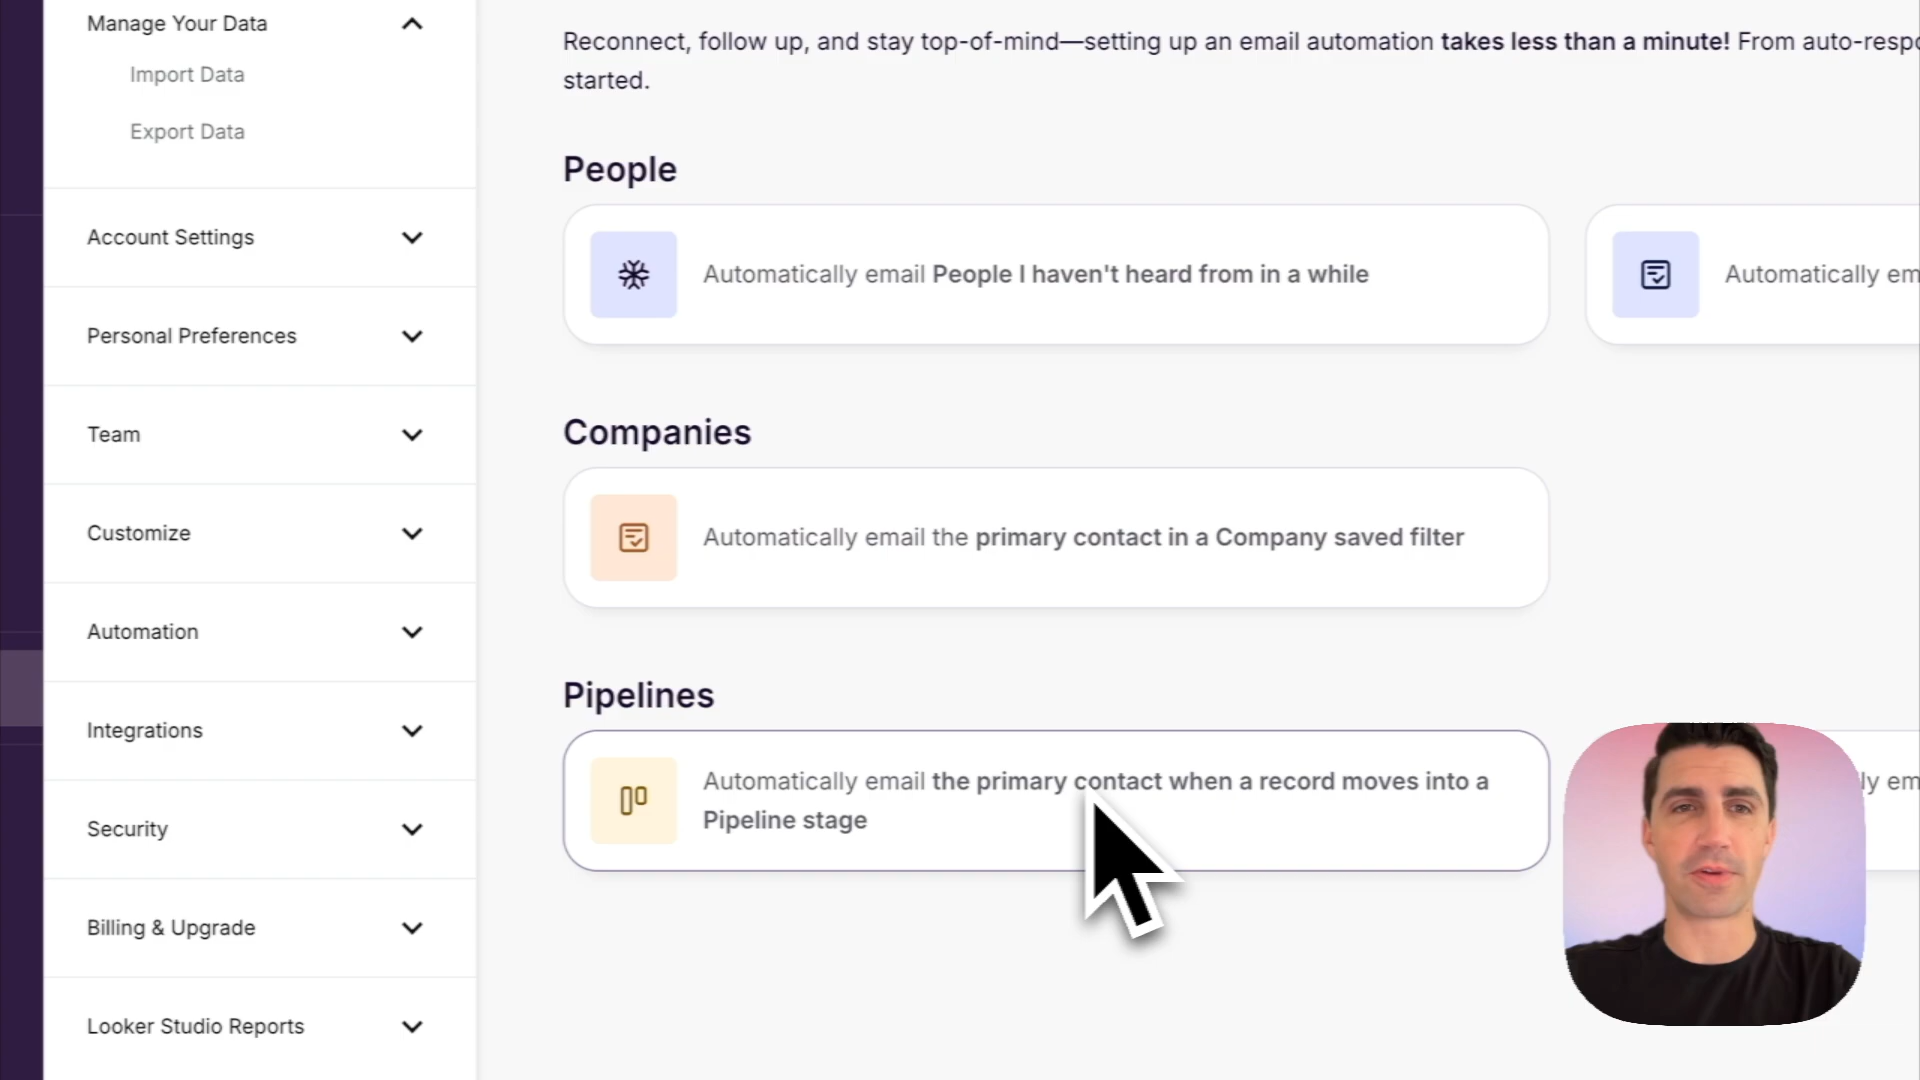 Manage Your Data
Import Data
Export Data
Account Settings
Personal Preferences
Team
Customize
Automation
Integrations
Security
Billing & Upgrade
Looker Studio Reports
Reconnect, follow up, and stay top-of-mind—setting up an email automation takes less than a minute! From auto-respo
started.
People
Automatically email People I haven't heard from in a while
Automatically em
Companies
Automatically email the primary contact in a Company saved filter
Pipelines
Automatically email the primary contact when a record moves into a
Pipeline stage
ly em